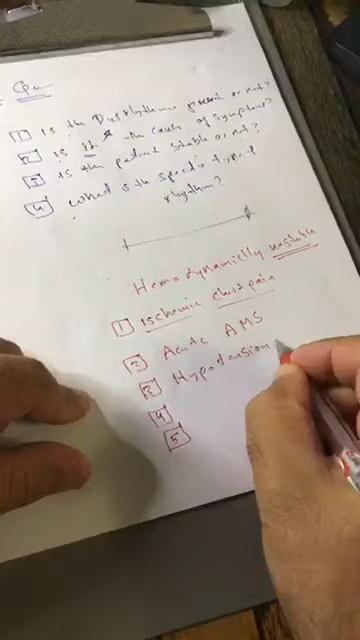 Qu
1 Is the Dysrhythmia present or not?
2 Is it the cause of symptoms?
3 Is the patient stable or not?
4 What is the specific type of
rhythm?
Hemodynamically unstable
1 Ischemic chest pain
2 Acute AMS
3 Hypotension
4
5